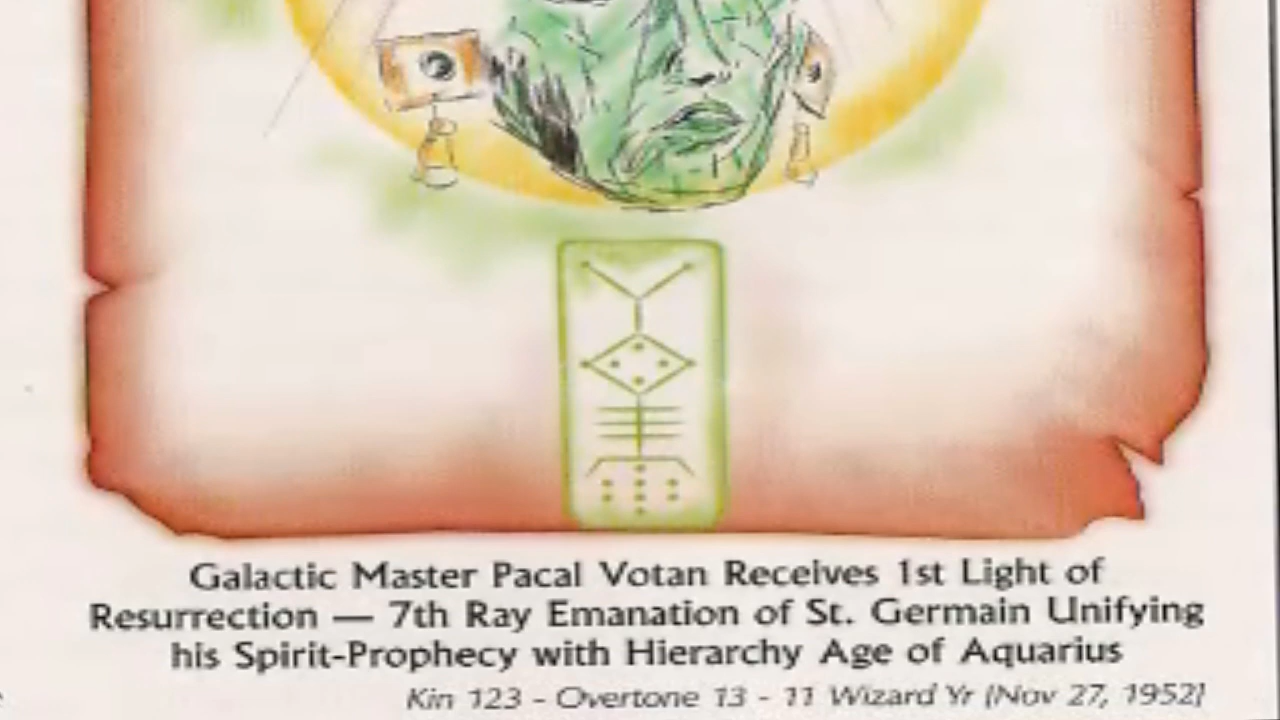 Galactic Master Pacal Votan Receives 1st Light of
Resurrection — 7th Ray Emanation of St. Germain Unifying
his Spirit-Prophecy with Hierarchy Age of Aquarius
Kin 123 - Overtone 13 - 11 Wizard Yr (Nov 27, 1952)